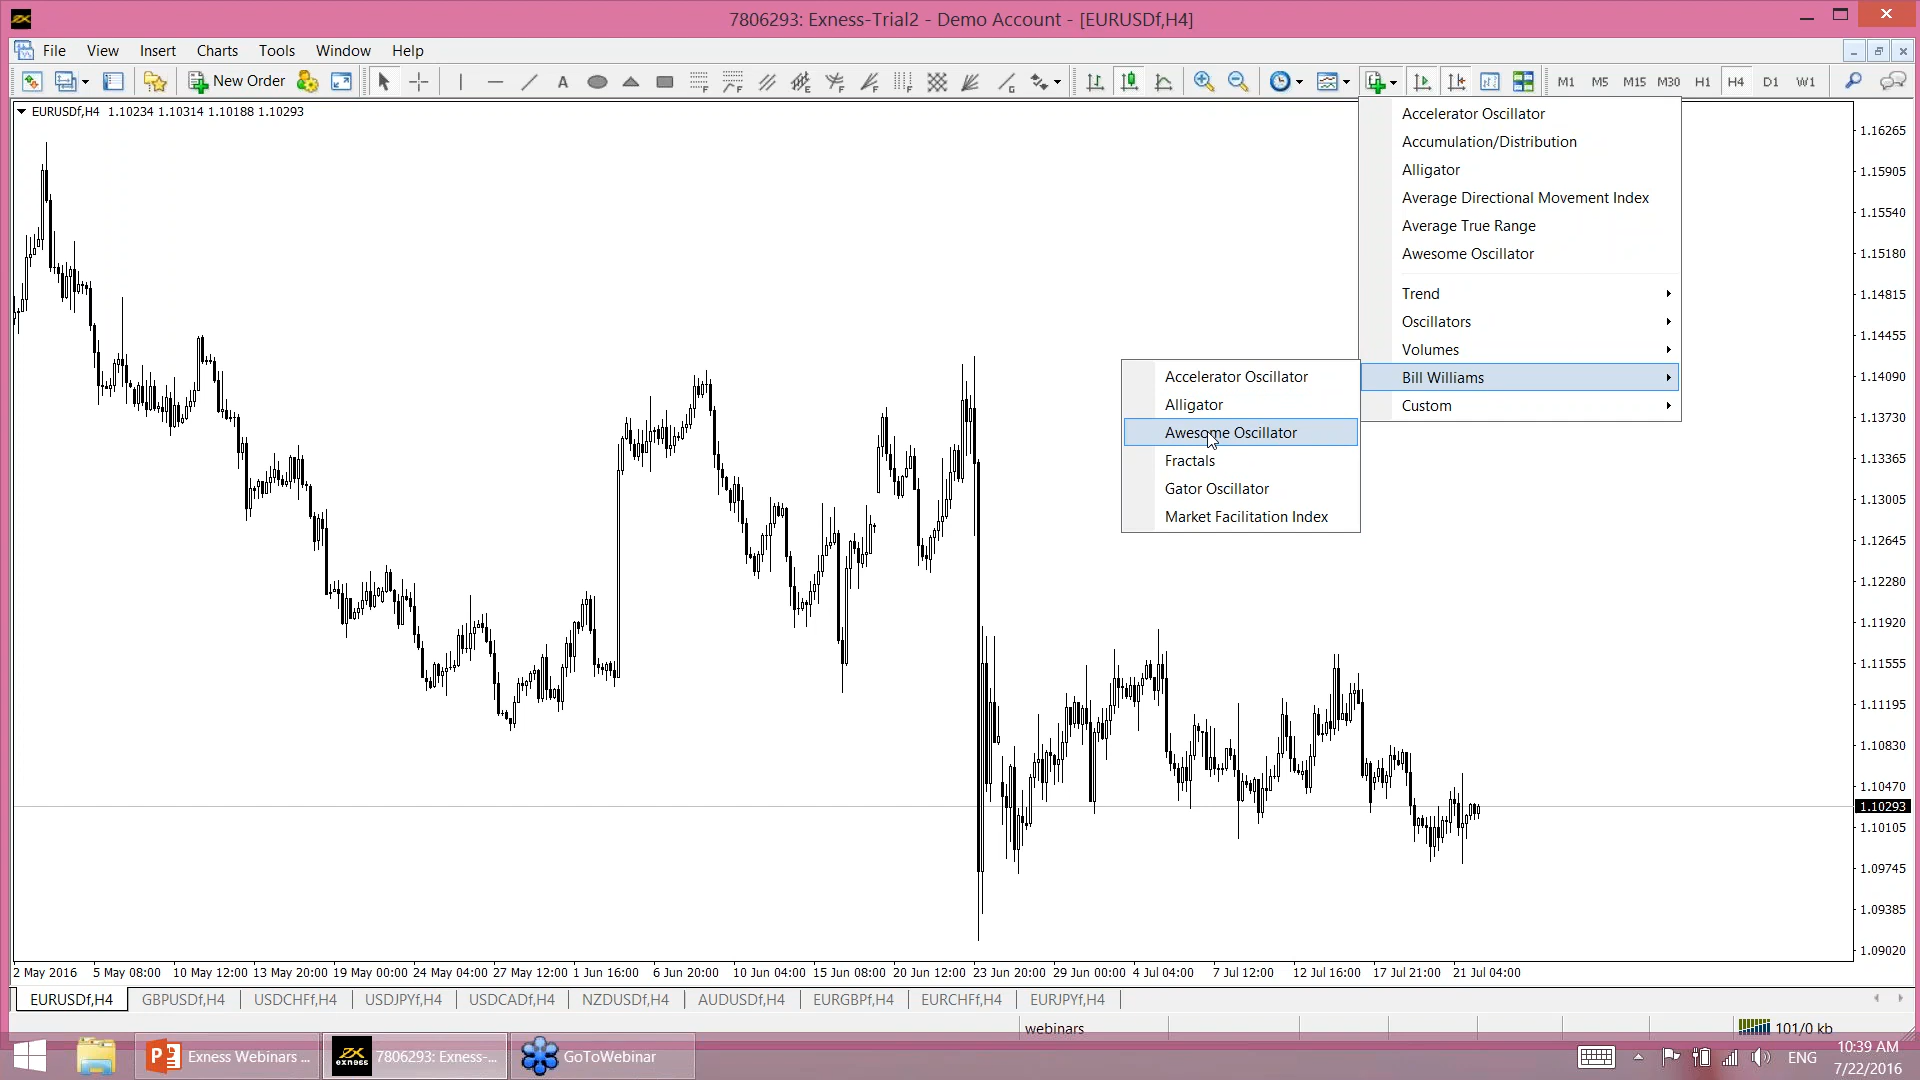 7806293: Exness-Trial2 - Demo Account - [EURUSDf,H4]
File View Insert Charts Tools Window Help
New Order M1 M5 M15 M30 H1 H4 D1 W1
EURUSDf,H4 1.10234 1.10314 1.10188 1.10293
Accelerator Oscillator
Accumulation/Distribution
Alligator
Average Directional Movement Index
Average True Range
Awesome Oscillator
Trend
Oscillators
Volumes
Bill Williams
Custom
Accelerator Oscillator
Alligator
Awesome Oscillator
Fractals
Gator Oscillator
Market Facilitation Index
1.16265
1.15905
1.15540
1.15180
1.14815
1.14455
1.14090
1.13730
1.13365
1.13005
1.12645
1.12280
1.11920
1.11555
1.11195
1.10830
1.10470
1.10293
1.10105
1.09745
1.09385
1.09020
2 May 2016 5 May 08:00 10 May 12:00 13 May 20:00 19 May 00:00 24 May 04:00 27 May 12:00 1 Jun 16:00 6 Jun 20:00 10 Jun 04:00 15 Jun 08:00 20 Jun 12:00 23 Jun 20:00 29 Jun 00:00 4 Jul 04:00 7 Jul 12:00 12 Jul 16:00 17 Jul 21:00 21 Jul 04:00
EURUSDf,H4 GBPUSDf,H4 USDCHFf,H4 USDJPYf,H4 USDCADf,H4 NZDUSDf,H4 AUDUSDf,H4 EURGBPf,H4 EURCHFf,H4 EURJPYf,H4
webinars 101/0 kb
Exness Webinars ... exness 7806293: Exness-... GoToWebinar ENG 10:39 AM
7/22/2016